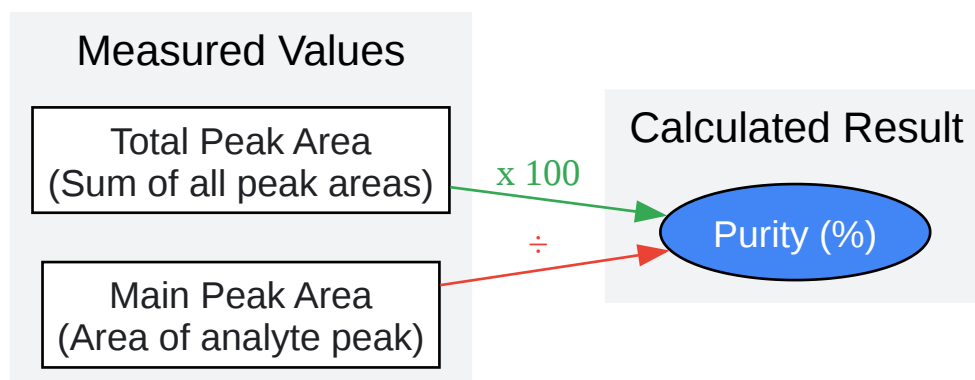 Measured Values
Total Peak Area
(Sum of all peak areas)
Main Peak Area
(Area of analyte peak)
x 100
÷
Calculated Result
Purity (%)